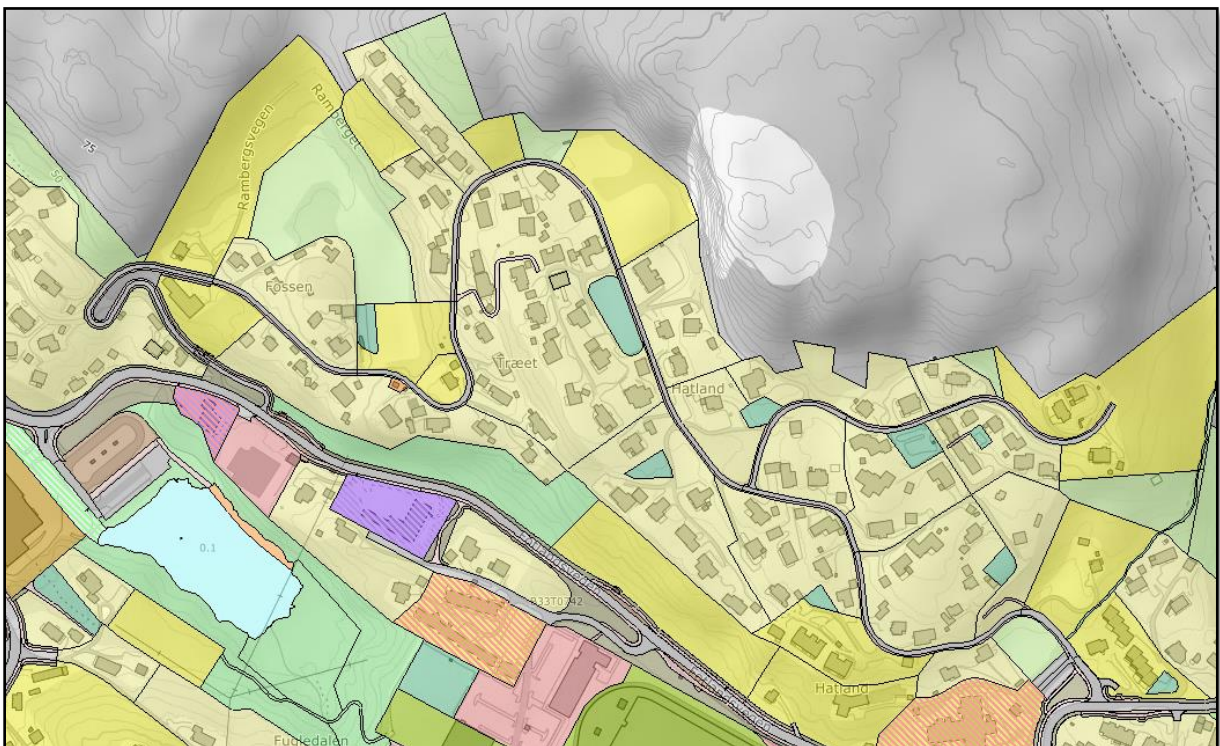 Rambergsvegen
Ramberget
75
50
Fossen
Træet
Hatland
0.1
Hatland
Fugledalen